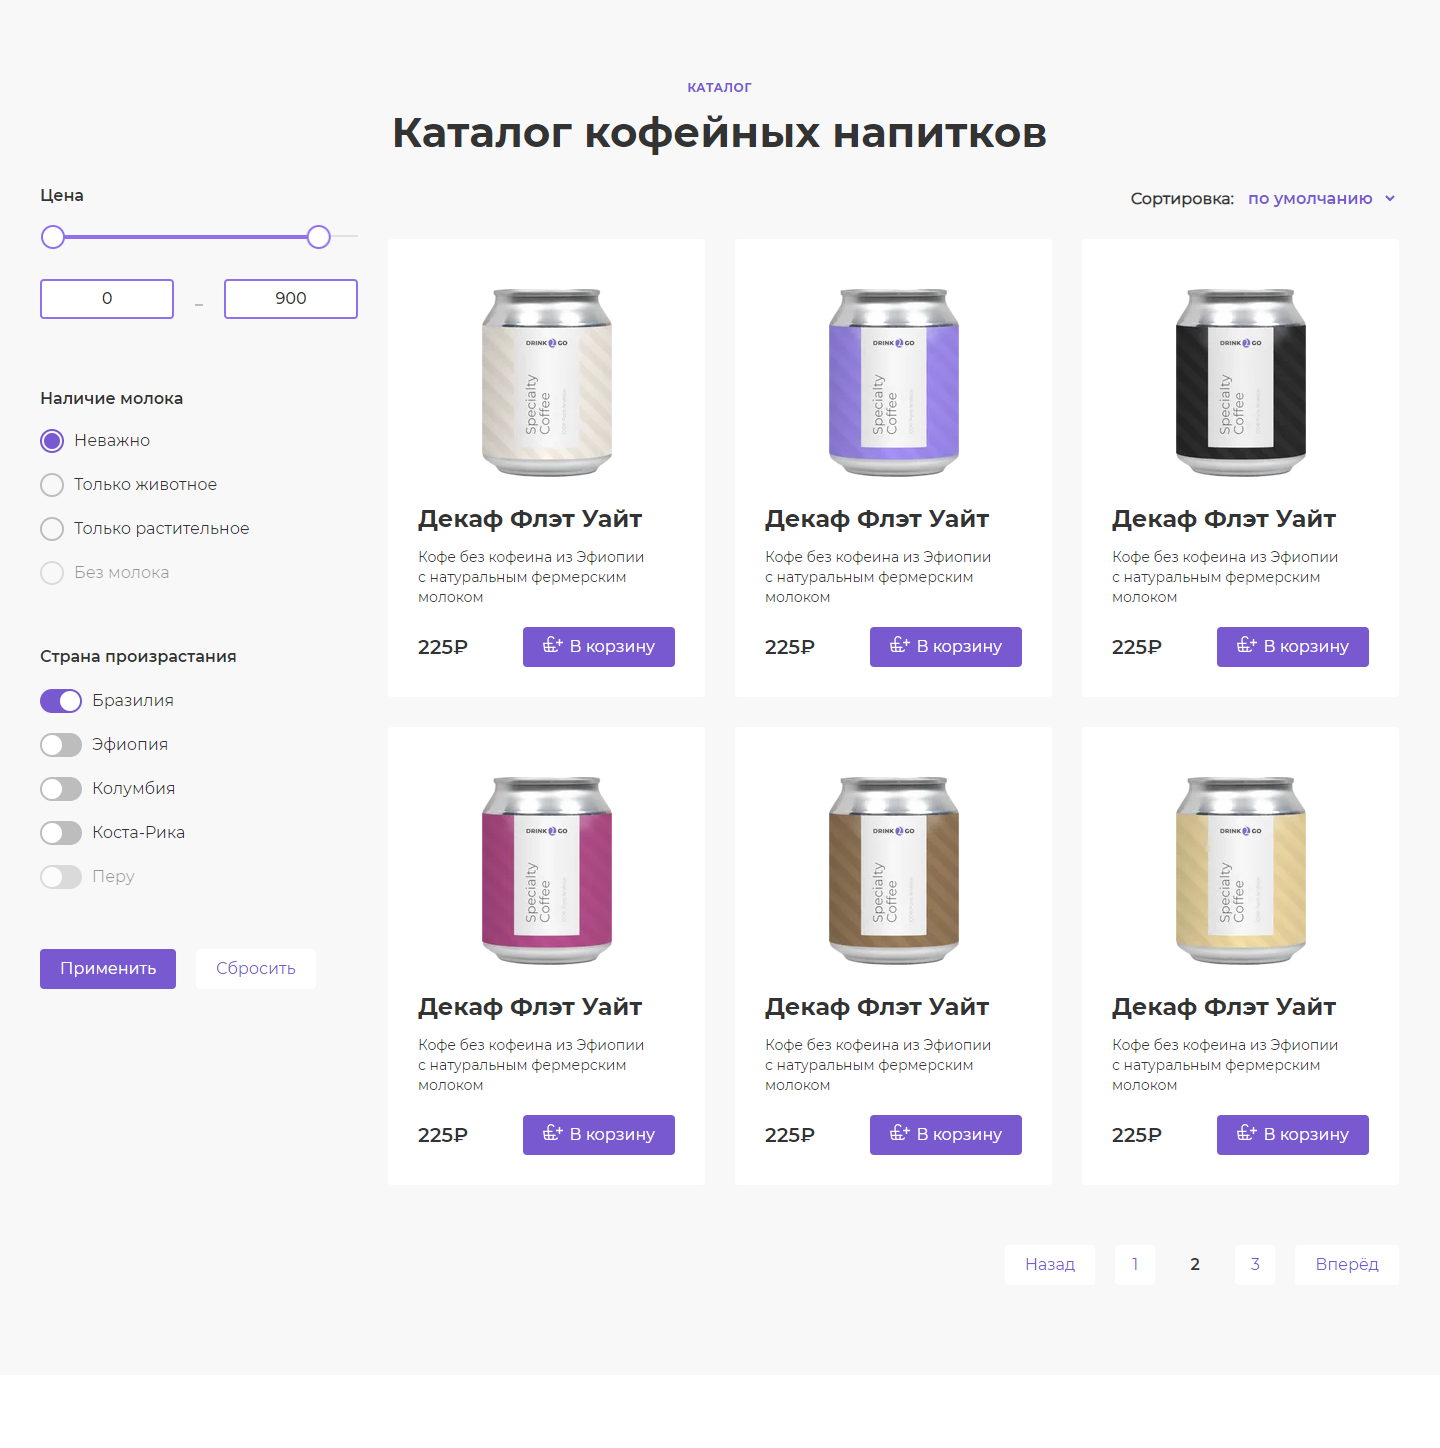 КАТАЛОГ
Каталог кофейных напитков
Цена
0 – 900
Наличие молока
Неважно
Только животное
Только растительное
Без молока
Страна произрастания
Бразилия
Эфиопия
Колумбия
Коста-Рика
Перу
Применить Сбросить
Сортировка: по умолчанию
DRINK 2 GO
Specialty
Coffee
Декаф Флэт Уайт
Кофе без кофеина из Эфиопии
с натуральным фермерским
молоком
225₽ В корзину
DRINK 2 GO
Specialty
Coffee
Декаф Флэт Уайт
Кофе без кофеина из Эфиопии
с натуральным фермерским
молоком
225₽ В корзину
DRINK 2 GO
Specialty
Coffee
Декаф Флэт Уайт
Кофе без кофеина из Эфиопии
с натуральным фермерским
молоком
225₽ В корзину
DRINK 2 GO
Specialty
Coffee
Декаф Флэт Уайт
Кофе без кофеина из Эфиопии
с натуральным фермерским
молоком
225₽ В корзину
DRINK 2 GO
Specialty
Coffee
Декаф Флэт Уайт
Кофе без кофеина из Эфиопии
с натуральным фермерским
молоком
225₽ В корзину
DRINK 2 GO
Specialty
Coffee
Декаф Флэт Уайт
Кофе без кофеина из Эфиопии
с натуральным фермерским
молоком
225₽ В корзину
Назад 1 2 3 Вперёд